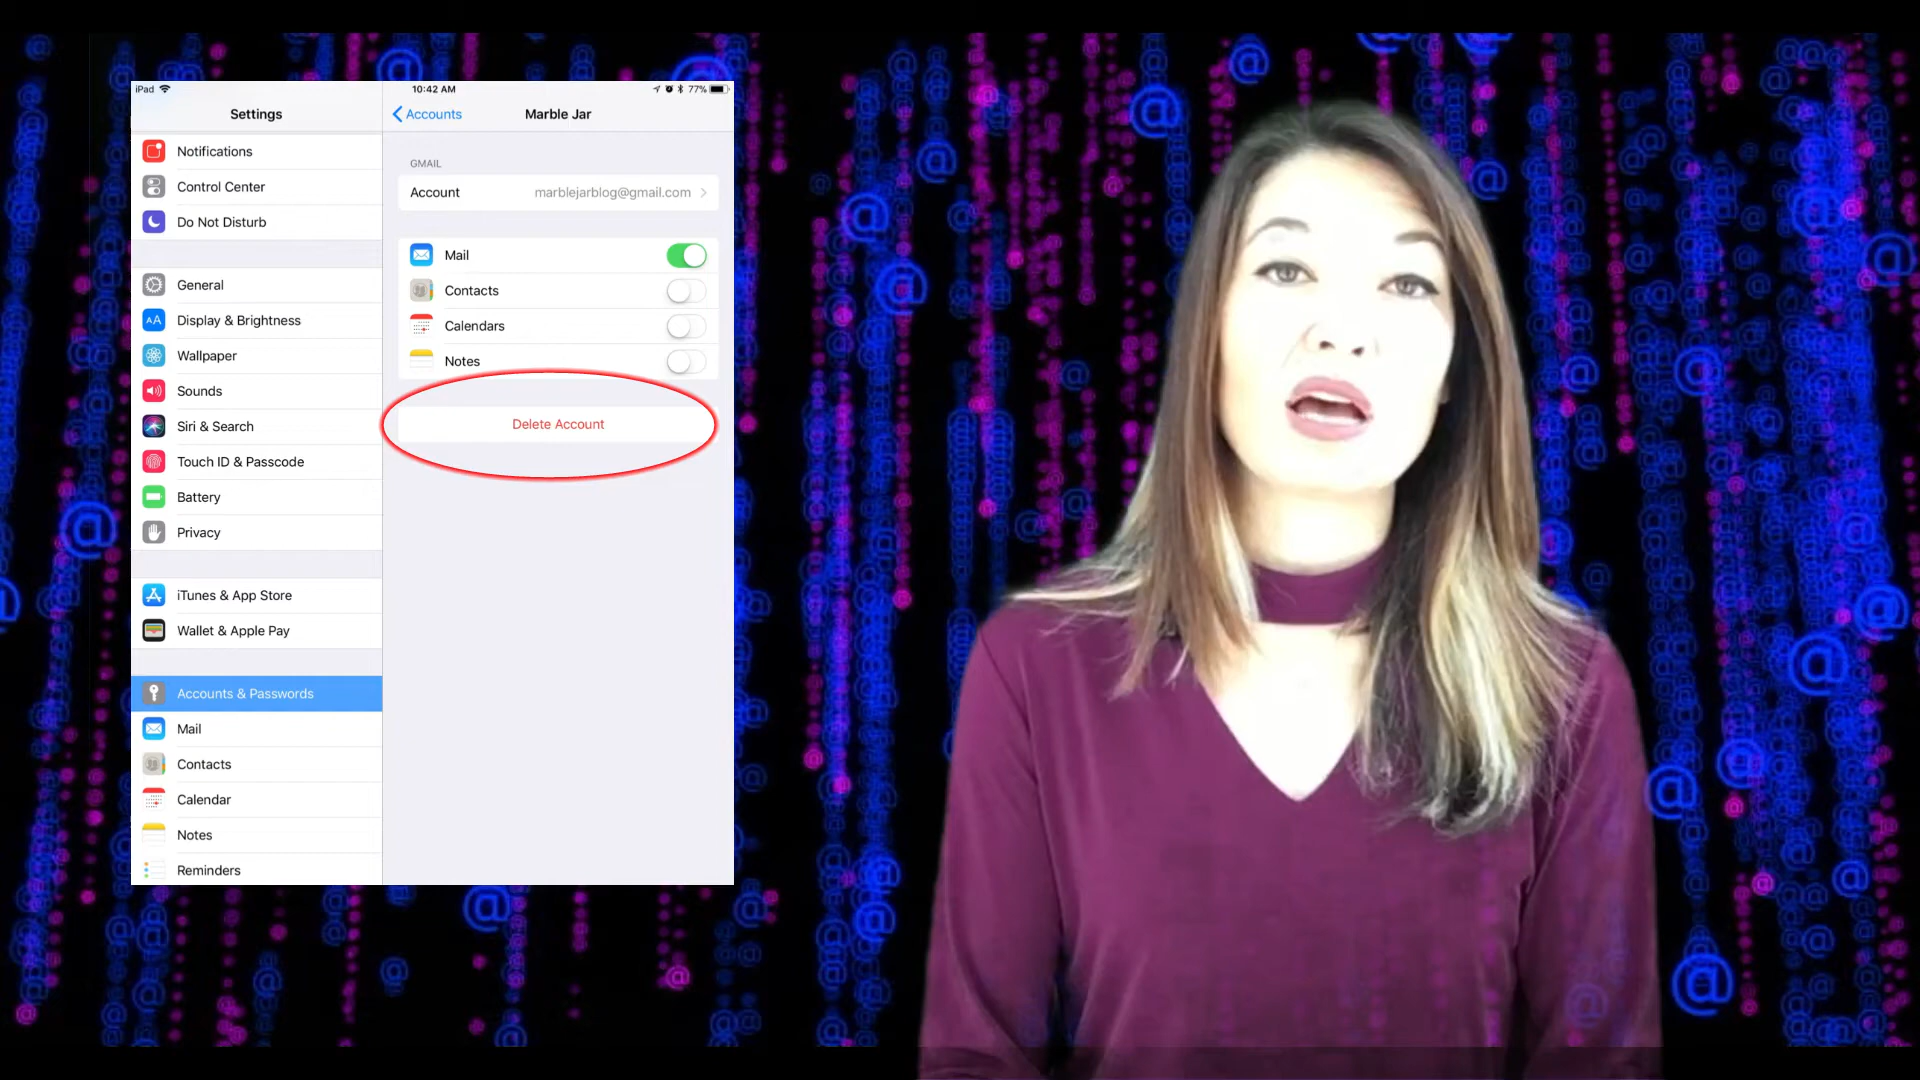 iPad
10:42 AM
77%
Settings
Notifications
Control Center
Do Not Disturb
General
AA
Display & Brightness
Wallpaper
Sounds
Siri & Search
Touch ID & Passcode
Battery
Privacy
iTunes & App Store
Wallet & Apple Pay
Accounts & Passwords
Mail
Contacts
Calendar
Notes
Reminders
Accounts
Marble Jar
GMAIL
Account
marblejarblog@gmail.com
Mail
Contacts
Calendars
Notes
Delete Account